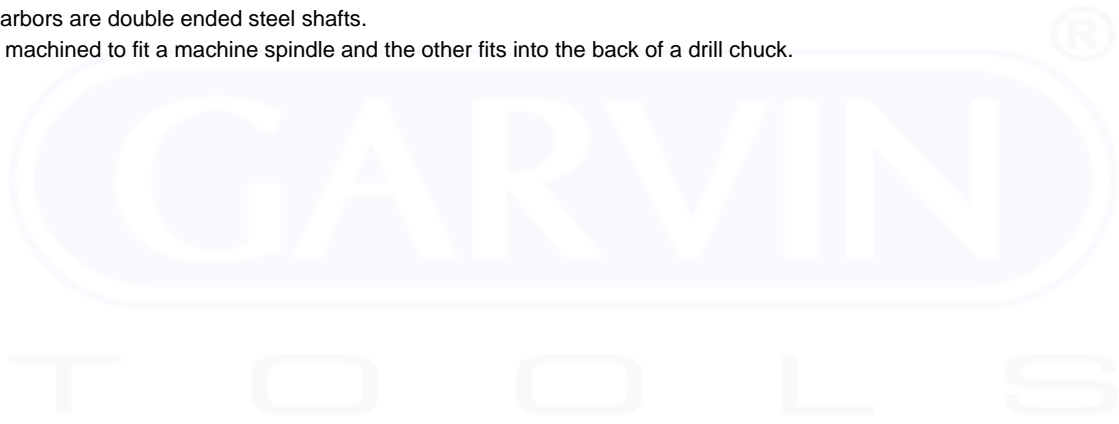 arbors are double ended steel shafts.
machined to fit a machine spindle and the other fits into the back of a drill chuck.
GARVIN®
TOOLS